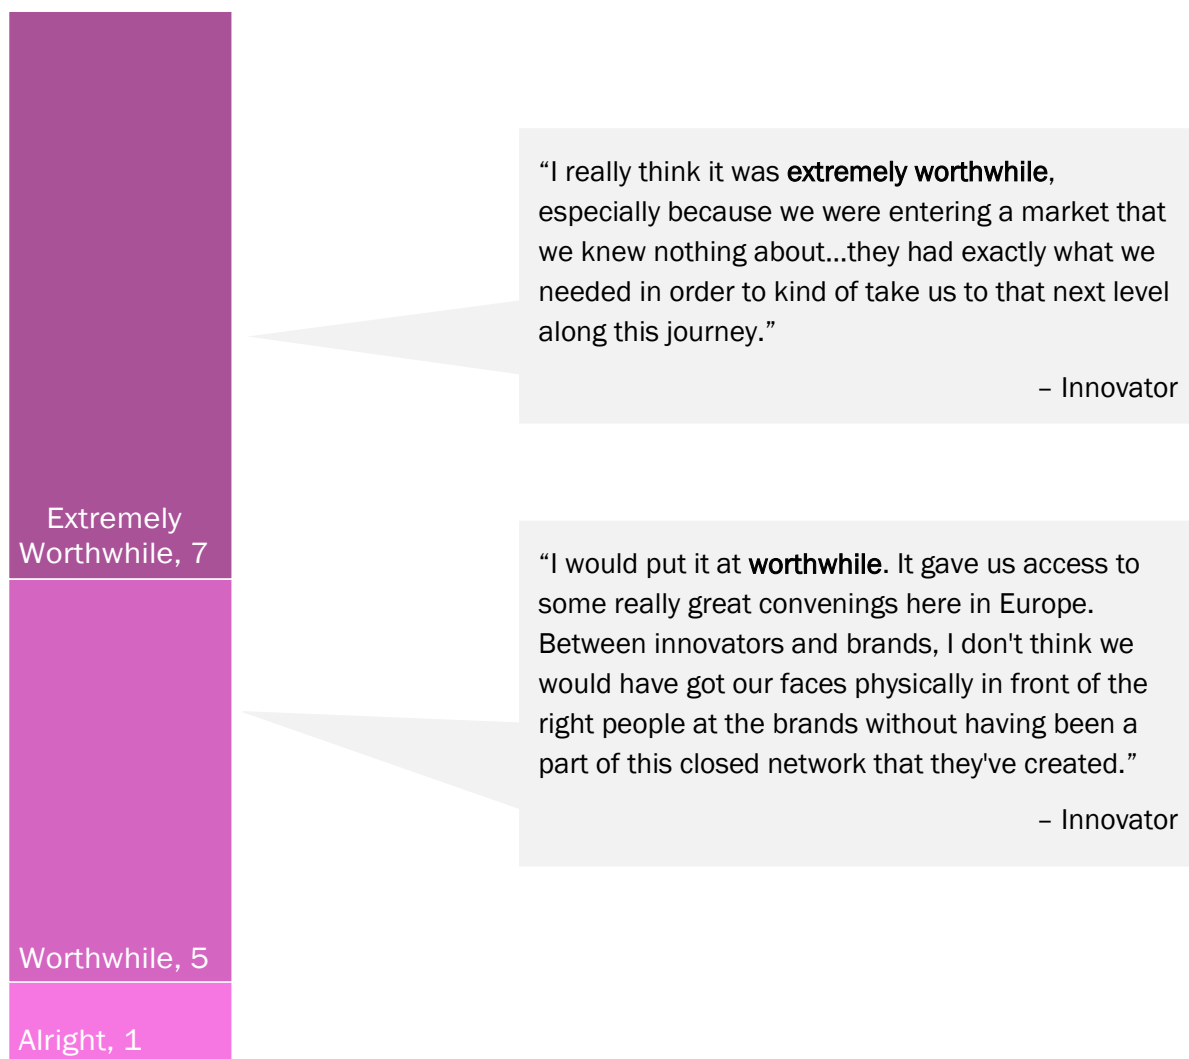 “I really think it was extremely worthwhile,
especially because we were entering a market that
we knew nothing about...they had exactly what we
needed in order to kind of take us to that next level
along this journey.”
– Innovator
Extremely
Worthwhile, 7
“I would put it at worthwhile. It gave us access to
some really great convenings here in Europe.
Between innovators and brands, I don't think we
would have got our faces physically in front of the
right people at the brands without having been a
part of this closed network that they've created.”
– Innovator
Worthwhile, 5
Alright, 1